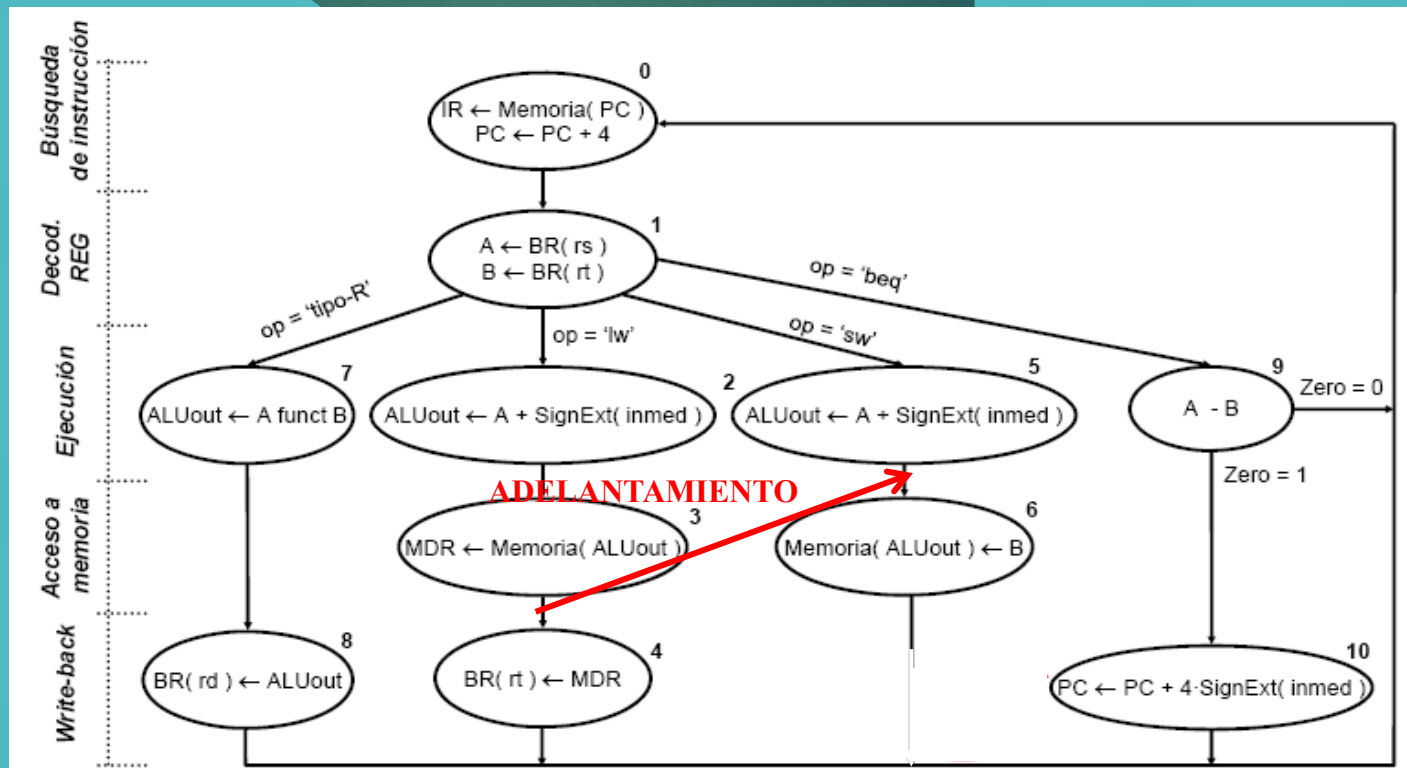 Búsqueda
de instrucción
0
IR ← Memoria( PC )
PC ← PC + 4
Decod.
REG
1
A ← BR( rs )
B ← BR( rt )
op = 'tipo-R'
op = 'lw'
op = 'sw'
op = 'beq'
Ejecución
7
ALUout ← A funct B
2
ALUout ← A + SignExt( inmed )
5
ALUout ← A + SignExt( inmed )
9
A - B
Zero = 0
Zero = 1
ADELANTAMIENTO
Acceso a
memoria
3
MDR ← Memoria( ALUout )
6
Memoria( ALUout ) ← B
Write-back
8
BR( rd ) ← ALUout
4
BR( rt ) ← MDR
10
PC ← PC + 4·SignExt( inmed )